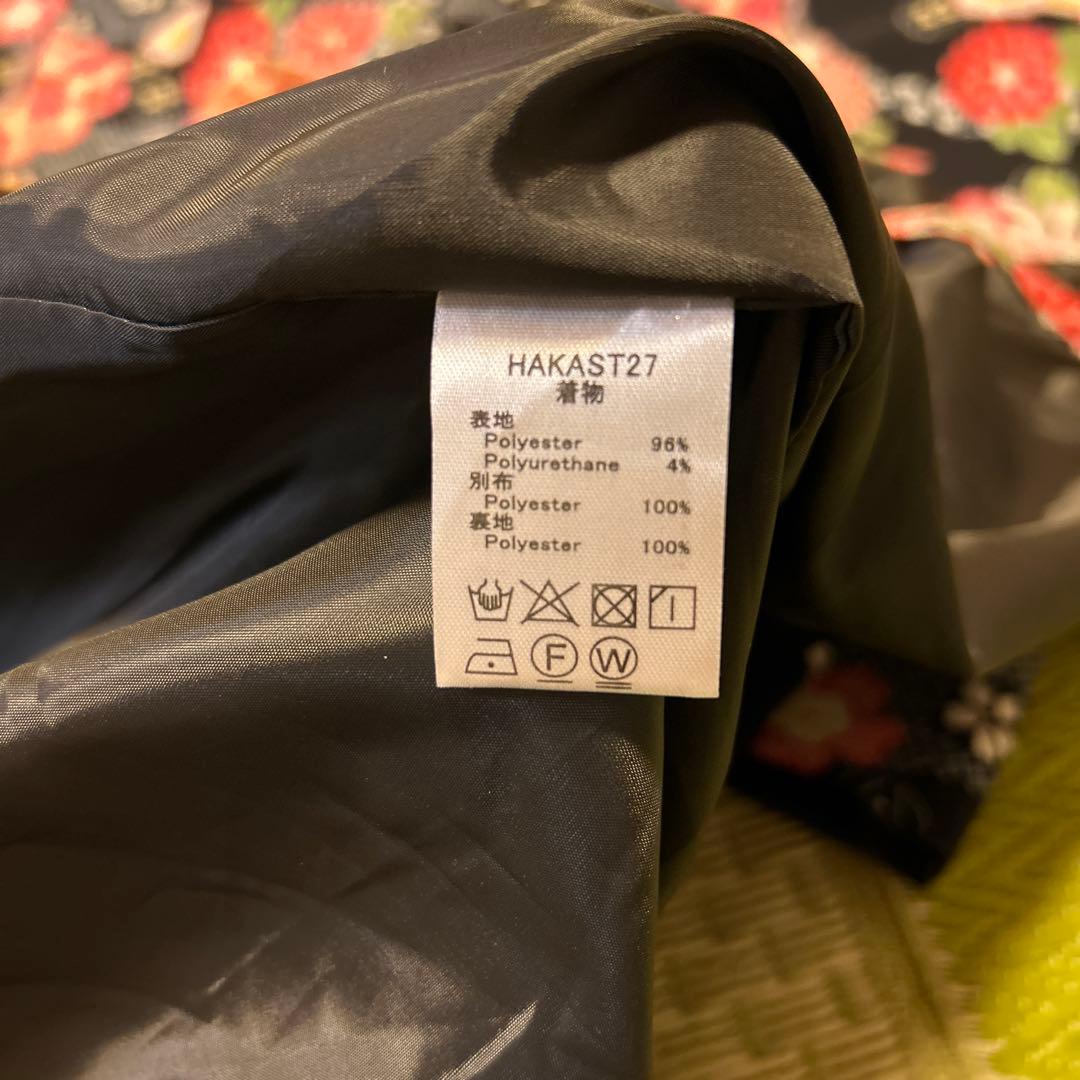 HAKAST27
着物
表地
Polyester 96%
Polyurethane 4%
別布
Polyester 100%
裏地
Polyester 100%
F W